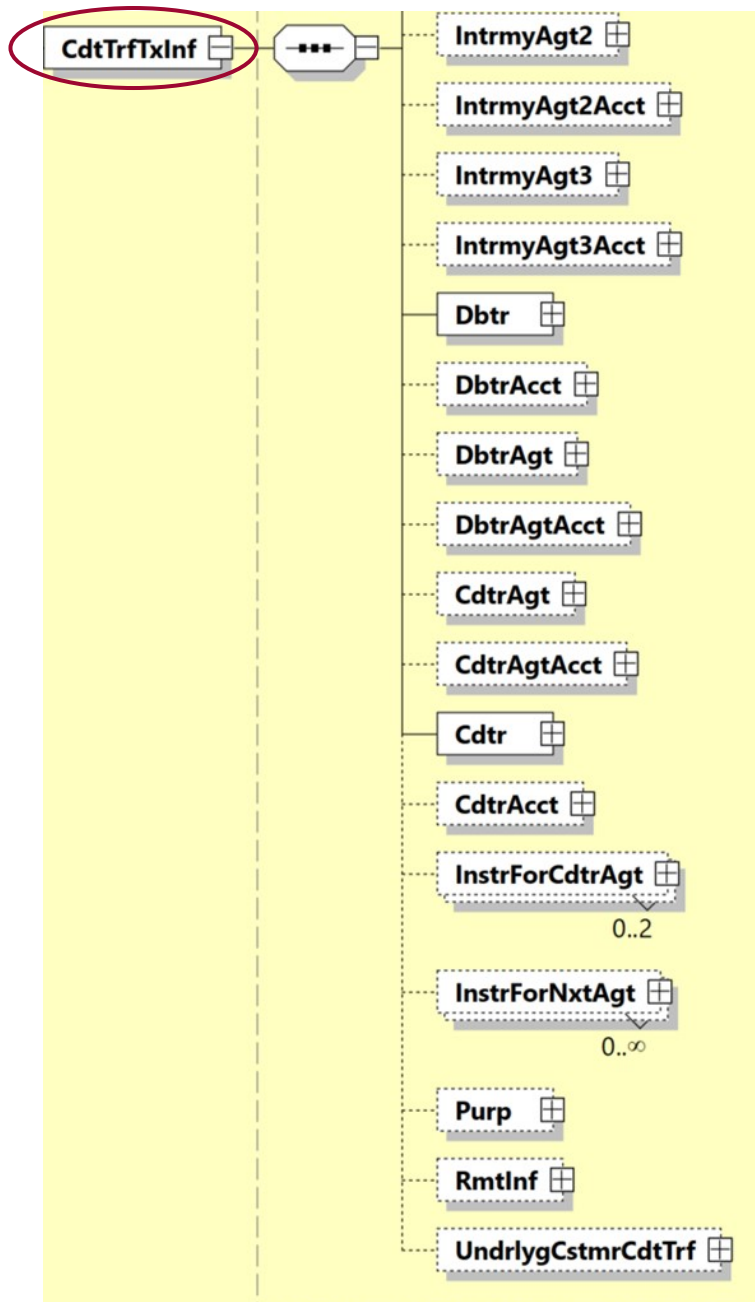 CdtTrfTxInf
IntrmyAgt2
IntrmyAgt2Acct
IntrmyAgt3
IntrmyAgt3Acct
Dbtr
DbtrAcct
DbtrAgt
DbtrAgtAcct
CdtrAgt
CdtrAgtAcct
Cdtr
CdtrAcct
InstrForCdtrAgt
0..2
InstrForNxtAgt
0..∞
Purp
RmtInf
UndrlygCstmrCdtTrf